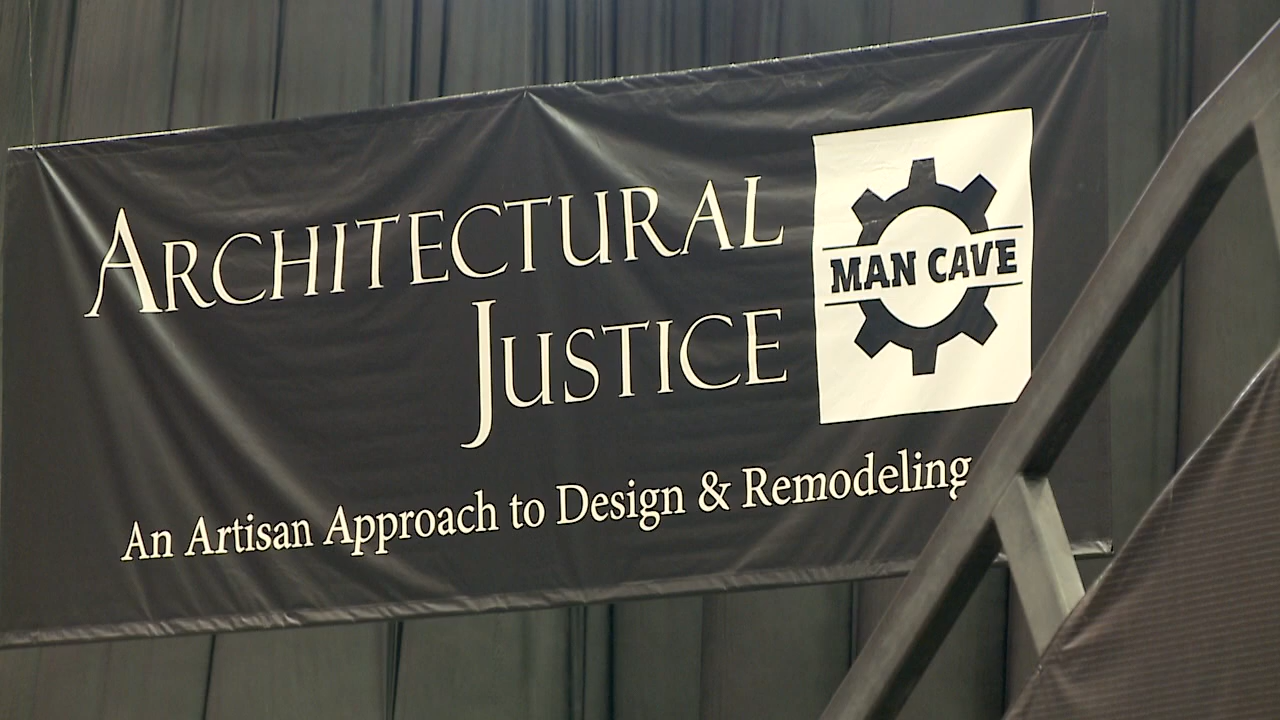 ARCHITECTURAL
JUSTICE
MAN CAVE
An Artisan Approach to Design & Remodeling